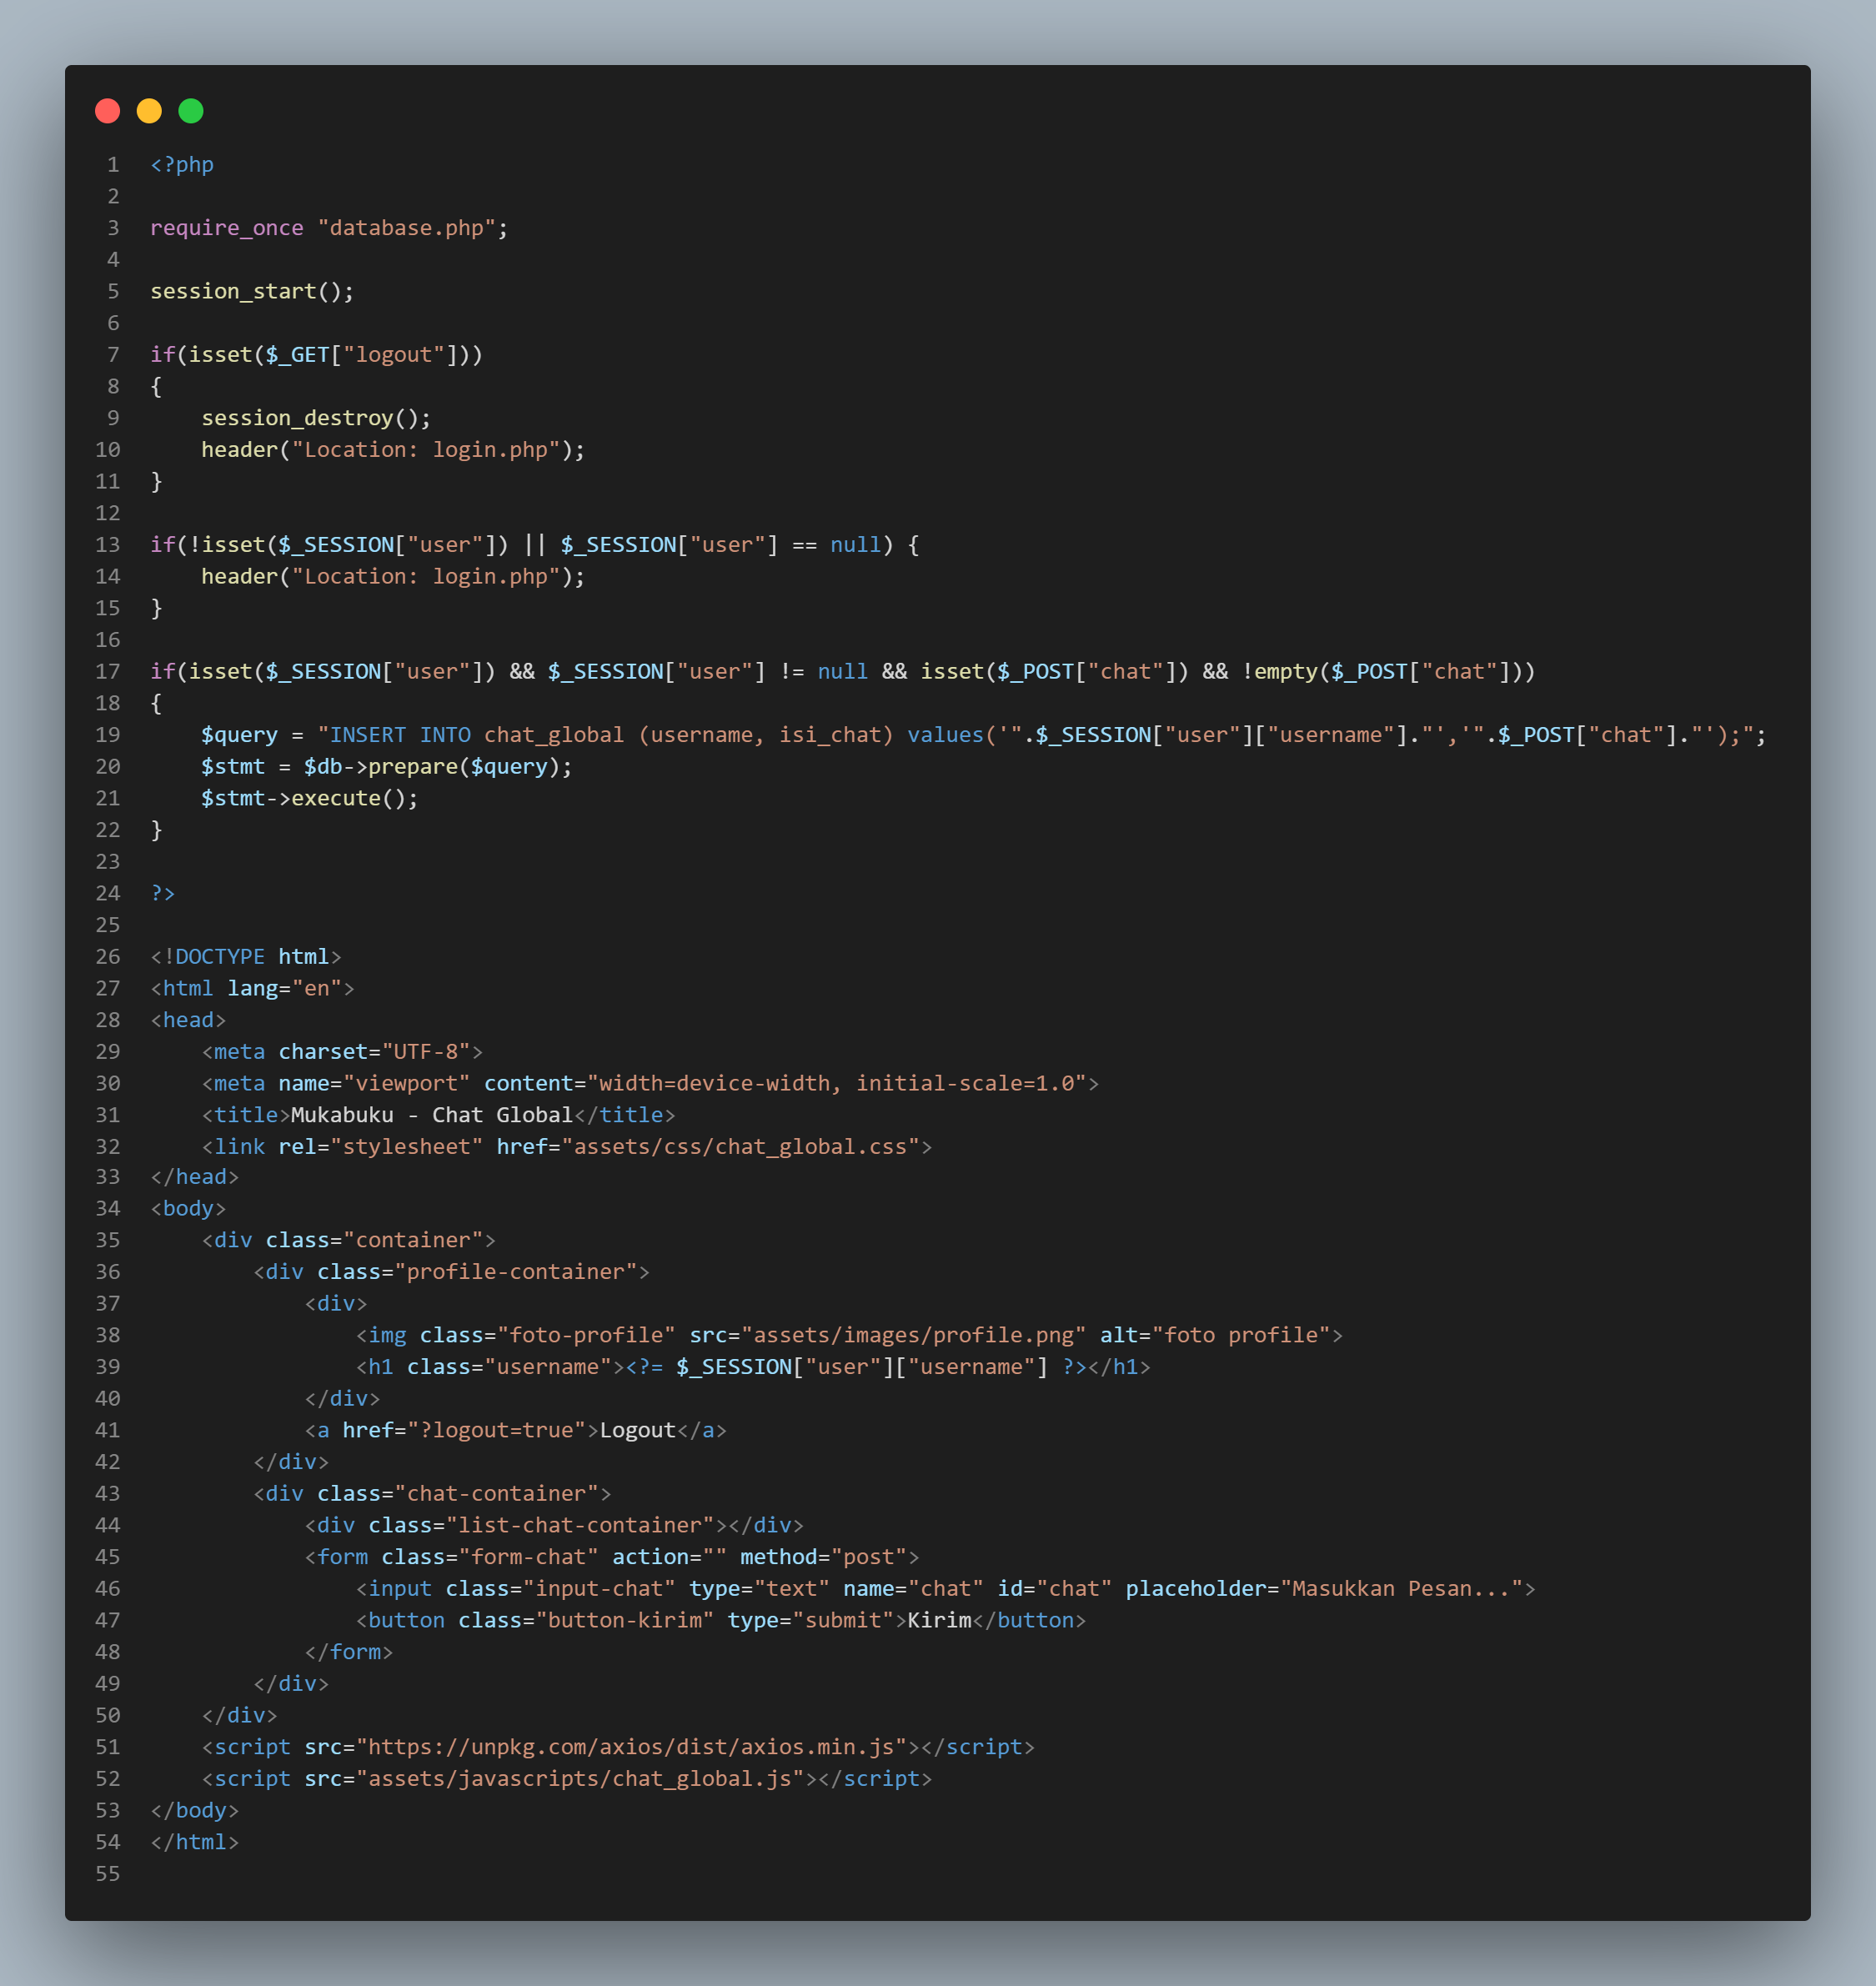 1 <?php
2
3 require_once "database.php";
4
5 session_start();
6
7 if(isset($_GET["logout"]))
8 {
9     session_destroy();
10     header("Location: login.php");
11 }
12
13 if(!isset($_SESSION["user"]) || $_SESSION["user"] == null) {
14     header("Location: login.php");
15 }
16
17 if(isset($_SESSION["user"]) && $_SESSION["user"] != null && isset($_POST["chat"]) && !empty($_POST["chat"]))
18 {
19     $query = "INSERT INTO chat_global (username, isi_chat) values('".$_SESSION["user"]["username"]."','".$_POST["chat"]."');";
20     $stmt = $db->prepare($query);
21     $stmt->execute();
22 }
23
24 ?>
25
26 <!DOCTYPE html>
27 <html lang="en">
28 <head>
29     <meta charset="UTF-8">
30     <meta name="viewport" content="width=device-width, initial-scale=1.0">
31     <title>Mukabuku - Chat Global</title>
32     <link rel="stylesheet" href="assets/css/chat_global.css">
33 </head>
34 <body>
35     <div class="container">
36         <div class="profile-container">
37             <div>
38                 <img class="foto-profile" src="assets/images/profile.png" alt="foto profile">
39                 <h1 class="username"><?= $_SESSION["user"]["username"] ?></h1>
40             </div>
41             <a href="?logout=true">Logout</a>
42         </div>
43         <div class="chat-container">
44             <div class="list-chat-container"></div>
45             <form class="form-chat" action="" method="post">
46                 <input class="input-chat" type="text" name="chat" id="chat" placeholder="Masukkan Pesan...">
47                 <button class="button-kirim" type="submit">Kirim</button>
48             </form>
49         </div>
50     </div>
51     <script src="https://unpkg.com/axios/dist/axios.min.js"></script>
52     <script src="assets/javascripts/chat_global.js"></script>
53 </body>
54 </html>
55